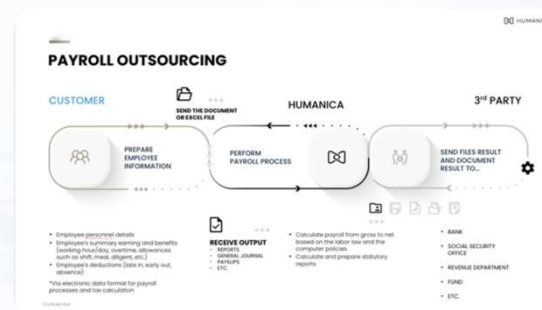 HUMANI
PAYROLL OUTSOURCING
CUSTOMER
SEND THE DOCUMENT
OR EXCEL FILE
HUMANICA
3rd PARTY
PREPARE
EMPLOYEE
INFORMATION
PERFORM
PAYROLL PROCESS
SEND FILES RESULT
AND DOCUMENT
RESULT TO...
• Employee personnel details
• Employee's summary earning and benefits
(working hour/day, overtime, allowances
such as shift, meal, diligent, etc.)
• Employee's deductions (late in, early out,
absence)
*Via electronic data format for payroll
processes and tax calculation
RECEIVE OUTPUT
• REPORTS
• GENERAL JOURNAL
• PAYSLIPS
• ETC.
• Calculate payroll from gross to net
based on the labor law and the
computer policies
• Calculate and prepare statutory
reports
• BANK
• SOCIAL SECURITY
OFFICE
• REVENUE DEPARTMENT
• FUND
• ETC.
Confidential